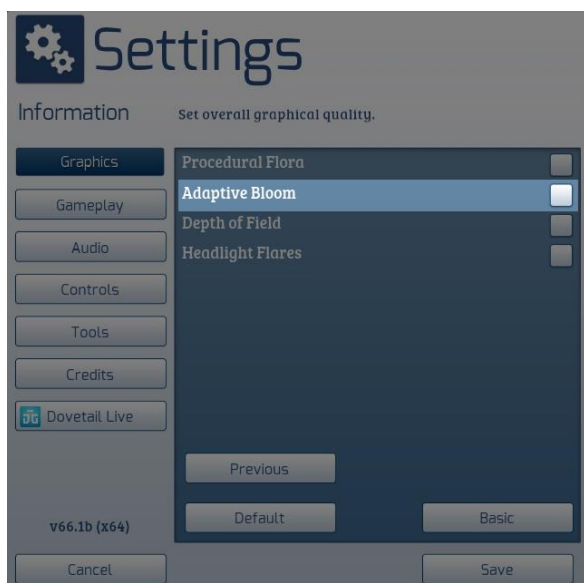 Settings
Information
Set overall graphical quality.
Graphics
Procedural Flora
Gameplay
Adaptive Bloom
Depth of Field
Audio
Headlight Flares
Controls
Tools
Credits
Dovetail Live
Previous
v66.1b (x64)
Default
Basic
Cancel
Save